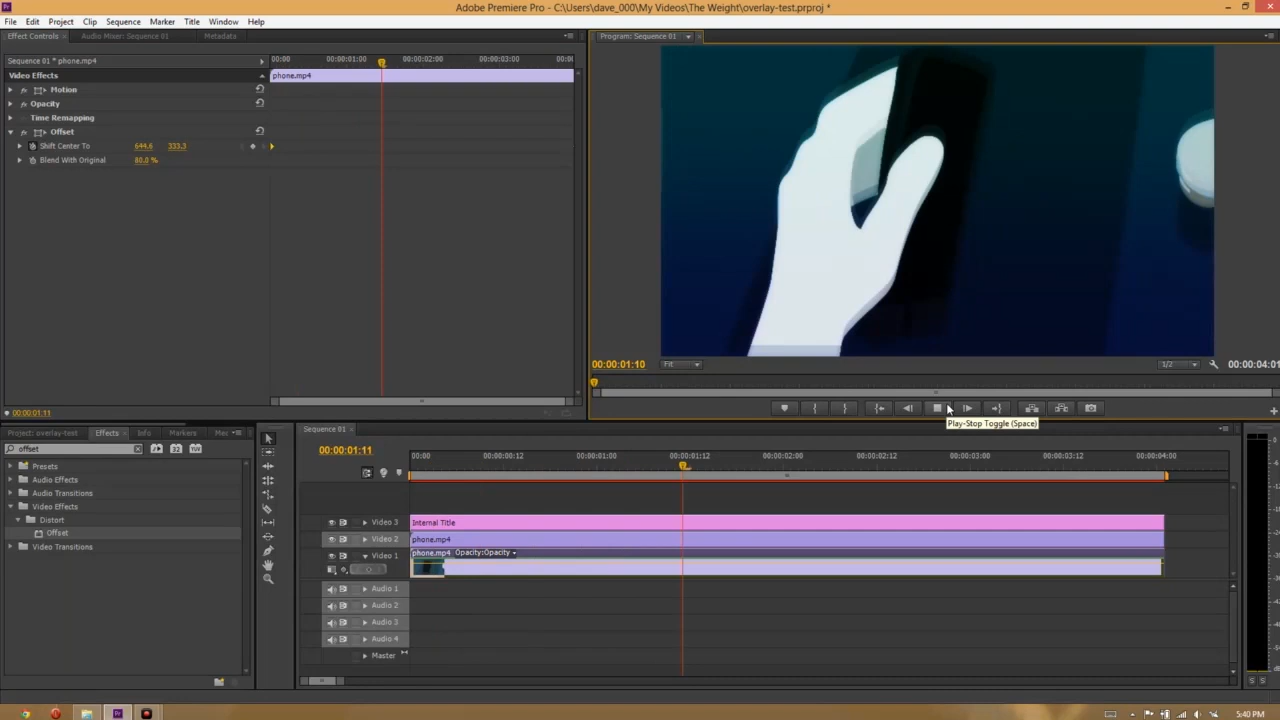 Adobe Premiere Pro - C:\Users\dave_000\My Videos\The Weight\overlay-test.prproj *
File Edit Project Clip Sequence Marker Title Window Help
Effect Controls Audio Mixer: Sequence 01 Metadata
Program: Sequence 01
Sequence 01 * phone.mp4
00:00 00:00:01:00 00:00:02:00 00:00:03:00 00:
Video Effects
phone.mp4
Motion
Opacity
Time Remapping
Offset
Shift Center To 644.6 333.3
Blend With Original 80.0 %
00:00:01:10 Fit 1/2 00:00:04:01
00:00:01:11
Play-Stop Toggle (Space)
Project: overlay-test Effects Info Markers Me
Sequence 01
offset
32 YUV
00:00:01:11
00:00 00:00:00:12 00:00:01:00 00:00:01:12 00:00:02:00 00:00:02:12 00:00:03:00 00:00:03:12 00:00:04:00
Presets
Audio Effects
Audio Transitions
Video Effects
Distort
Offset
Video Transitions
Video 3 Internal Title
Video 2 phone.mp4
Video 1 phone.mp4 Opacity:Opacity
Audio 1
Audio 2
Audio 3
Audio 4
Master
S S
Pr 5:40 PM